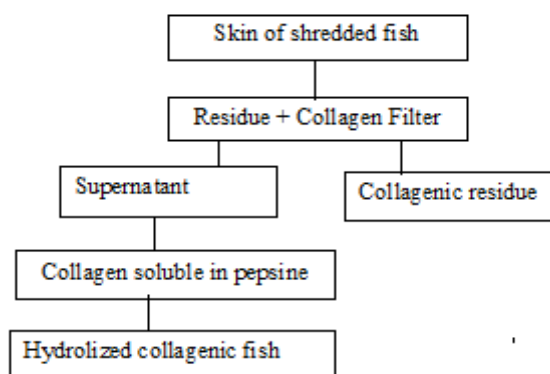 Skin of shredded fish
Residue + Collagen Filter
Supernatant
Collagenic residue
Collagen soluble in pepsine
Hydrolized collagenic fish